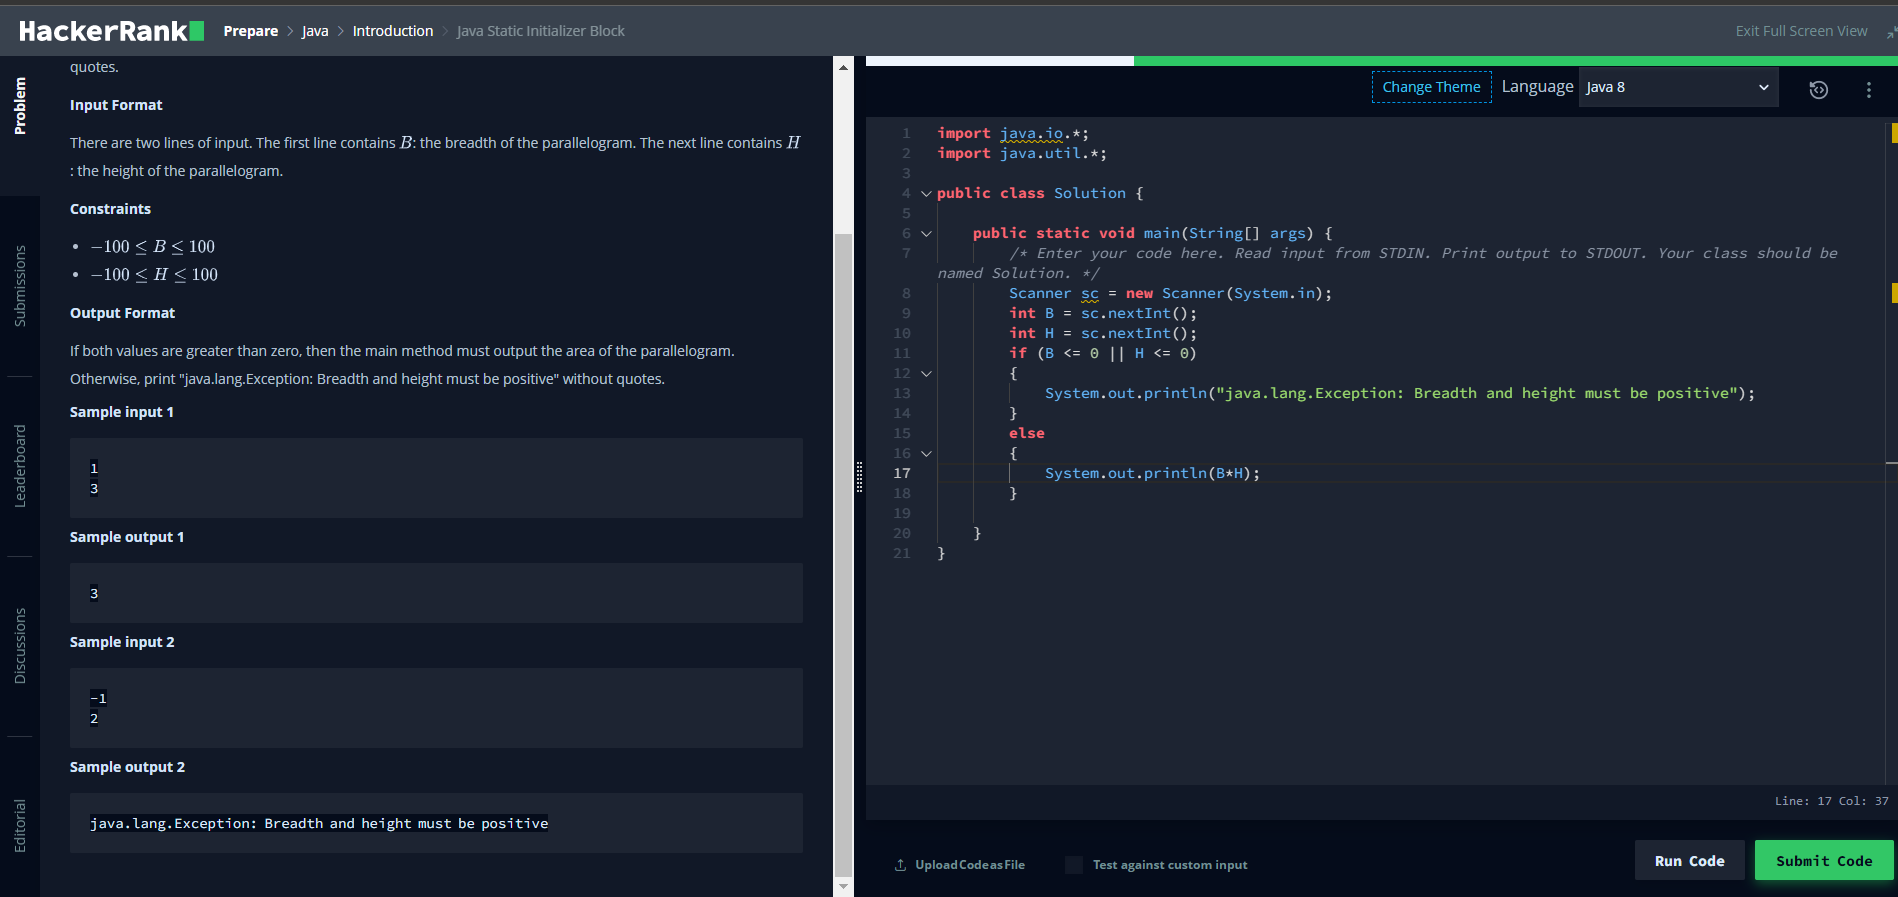 HackerRank
Prepare > Java > Introduction > Java Static Initializer Block
Exit Full Screen View
Problem
Submissions
Leaderboard
Discussions
Editorial
quotes.
Input Format
There are two lines of input. The first line contains B: the breadth of the parallelogram. The next line contains H
: the height of the parallelogram.
Constraints
• −100 ≤ B ≤ 100
• −100 ≤ H ≤ 100
Output Format
If both values are greater than zero, then the main method must output the area of the parallelogram.
Otherwise, print "java.lang.Exception: Breadth and height must be positive" without quotes.
Sample input 1
1
3
Sample output 1
3
Sample input 2
-1
2
Sample output 2
java.lang.Exception: Breadth and height must be positive
Change Theme Language Java 8
1 import java.io.*;
2 import java.util.*;
3
4 public class Solution {
5
6     public static void main(String[] args) {
7         /* Enter your code here. Read input from STDIN. Print output to STDOUT. Your class should be
named Solution. */
8         Scanner sc = new Scanner(System.in);
9         int B = sc.nextInt();
10         int H = sc.nextInt();
11         if (B <= 0 || H <= 0)
12         {
13             System.out.println("java.lang.Exception: Breadth and height must be positive");
14         }
15         else
16         {
17             System.out.println(B*H);
18         }
19
20     }
21 }
Line: 17 Col: 37
Upload Code as File
Test against custom input
Run Code
Submit Code